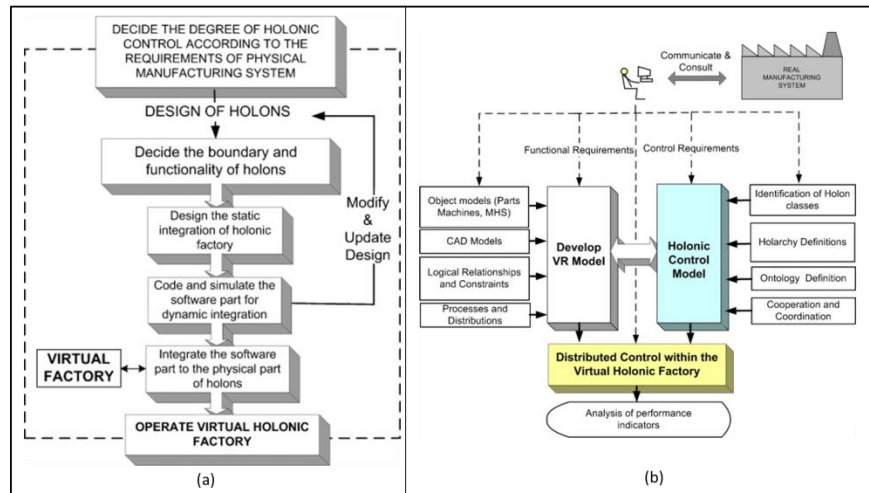 DECIDE THE DEGREE OF HOLONIC
CONTROL ACCORDING TO THE
REQUIREMENTS OF PHYSICAL
MANUFACTURING SYSTEM
DESIGN OF HOLONS
Decide the boundary and
functionality of holons
Design the static
integration of holonic
factory
Modify
&
Update
Design
Code and simulate the
software part for
dynamic integration
VIRTUAL
FACTORY
Integrate the software
part to the physical part
of holons
OPERATE VIRTUAL HOLONIC
FACTORY
(a)
(b)
Communicate &
Consult
REAL
MANUFACTURING
SYSTEM
Functional Requirements
Control Requirements
Object models (Parts
Machines, MHS)
CAD Models
Logical Relationships and
Constraints
Processes and
Distributions
Develop
VR Model
Holonic
Control
Model
Identification of Holon
classes
Holarchy Definitions
Ontology Definition
Cooperation and
Coordination
Distributed Control within the
Virtual Holonic Factory
Analysis of performance
indicators